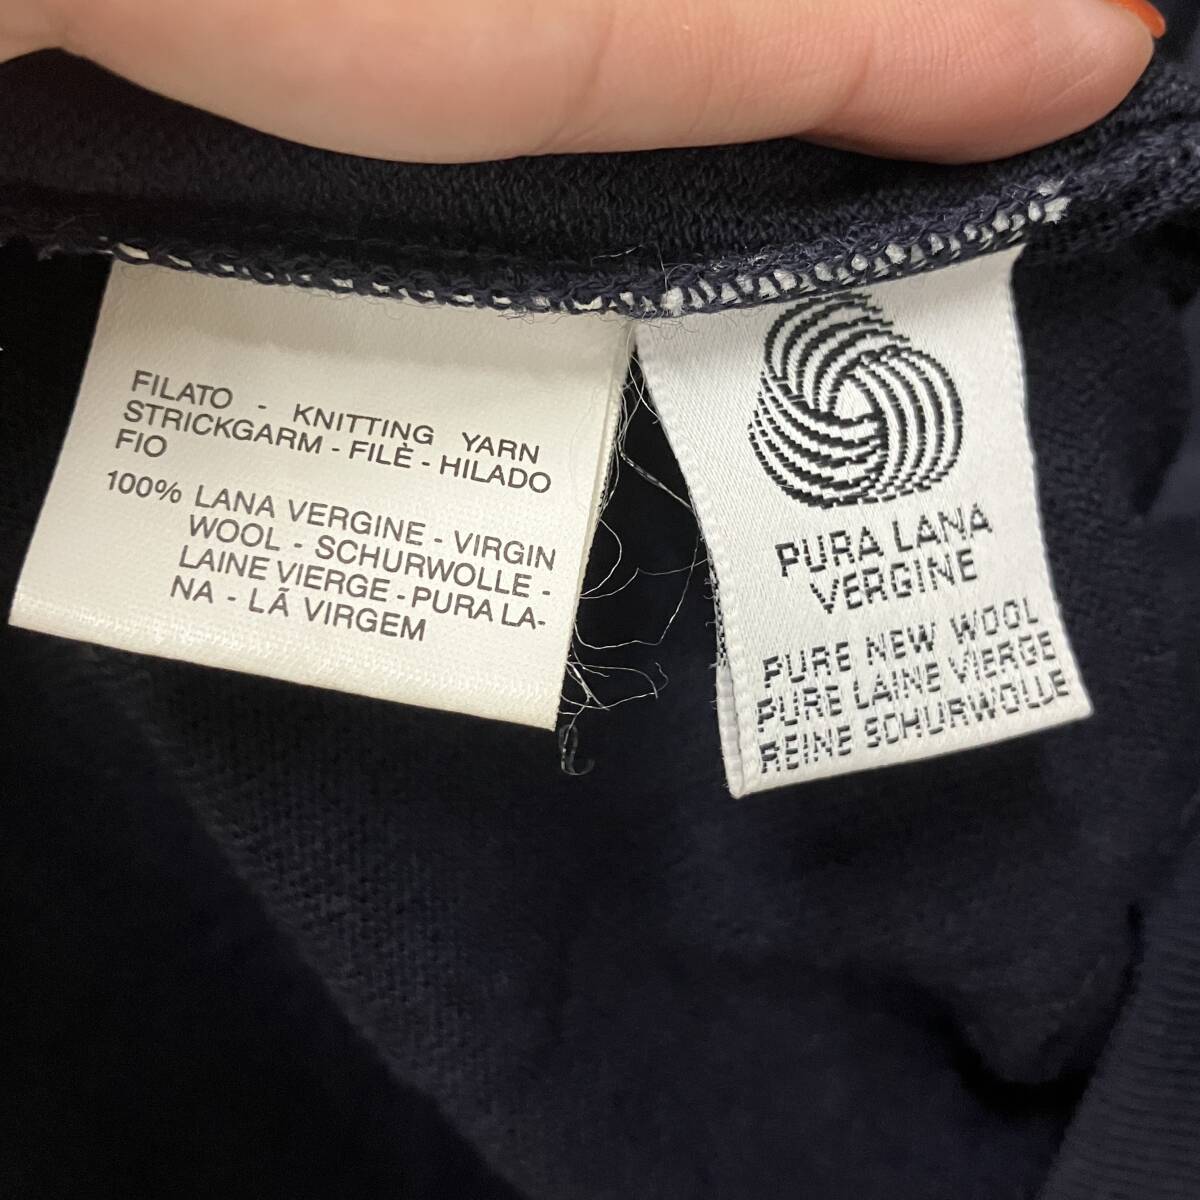 FILATO - KNITTING YARN
STRICKGARM - FILÈ - HILADO
FIO
100% LANA VERGINE - VIRGIN
WOOL - SCHURWOLLE -
LAINE VIERGE - PURA LA-
NA - LÃ VIRGEM
PURA LANA
VERGINE
PURE NEW WOOL
PURE LAINE VIERGE
REINE SCHURWOLLE